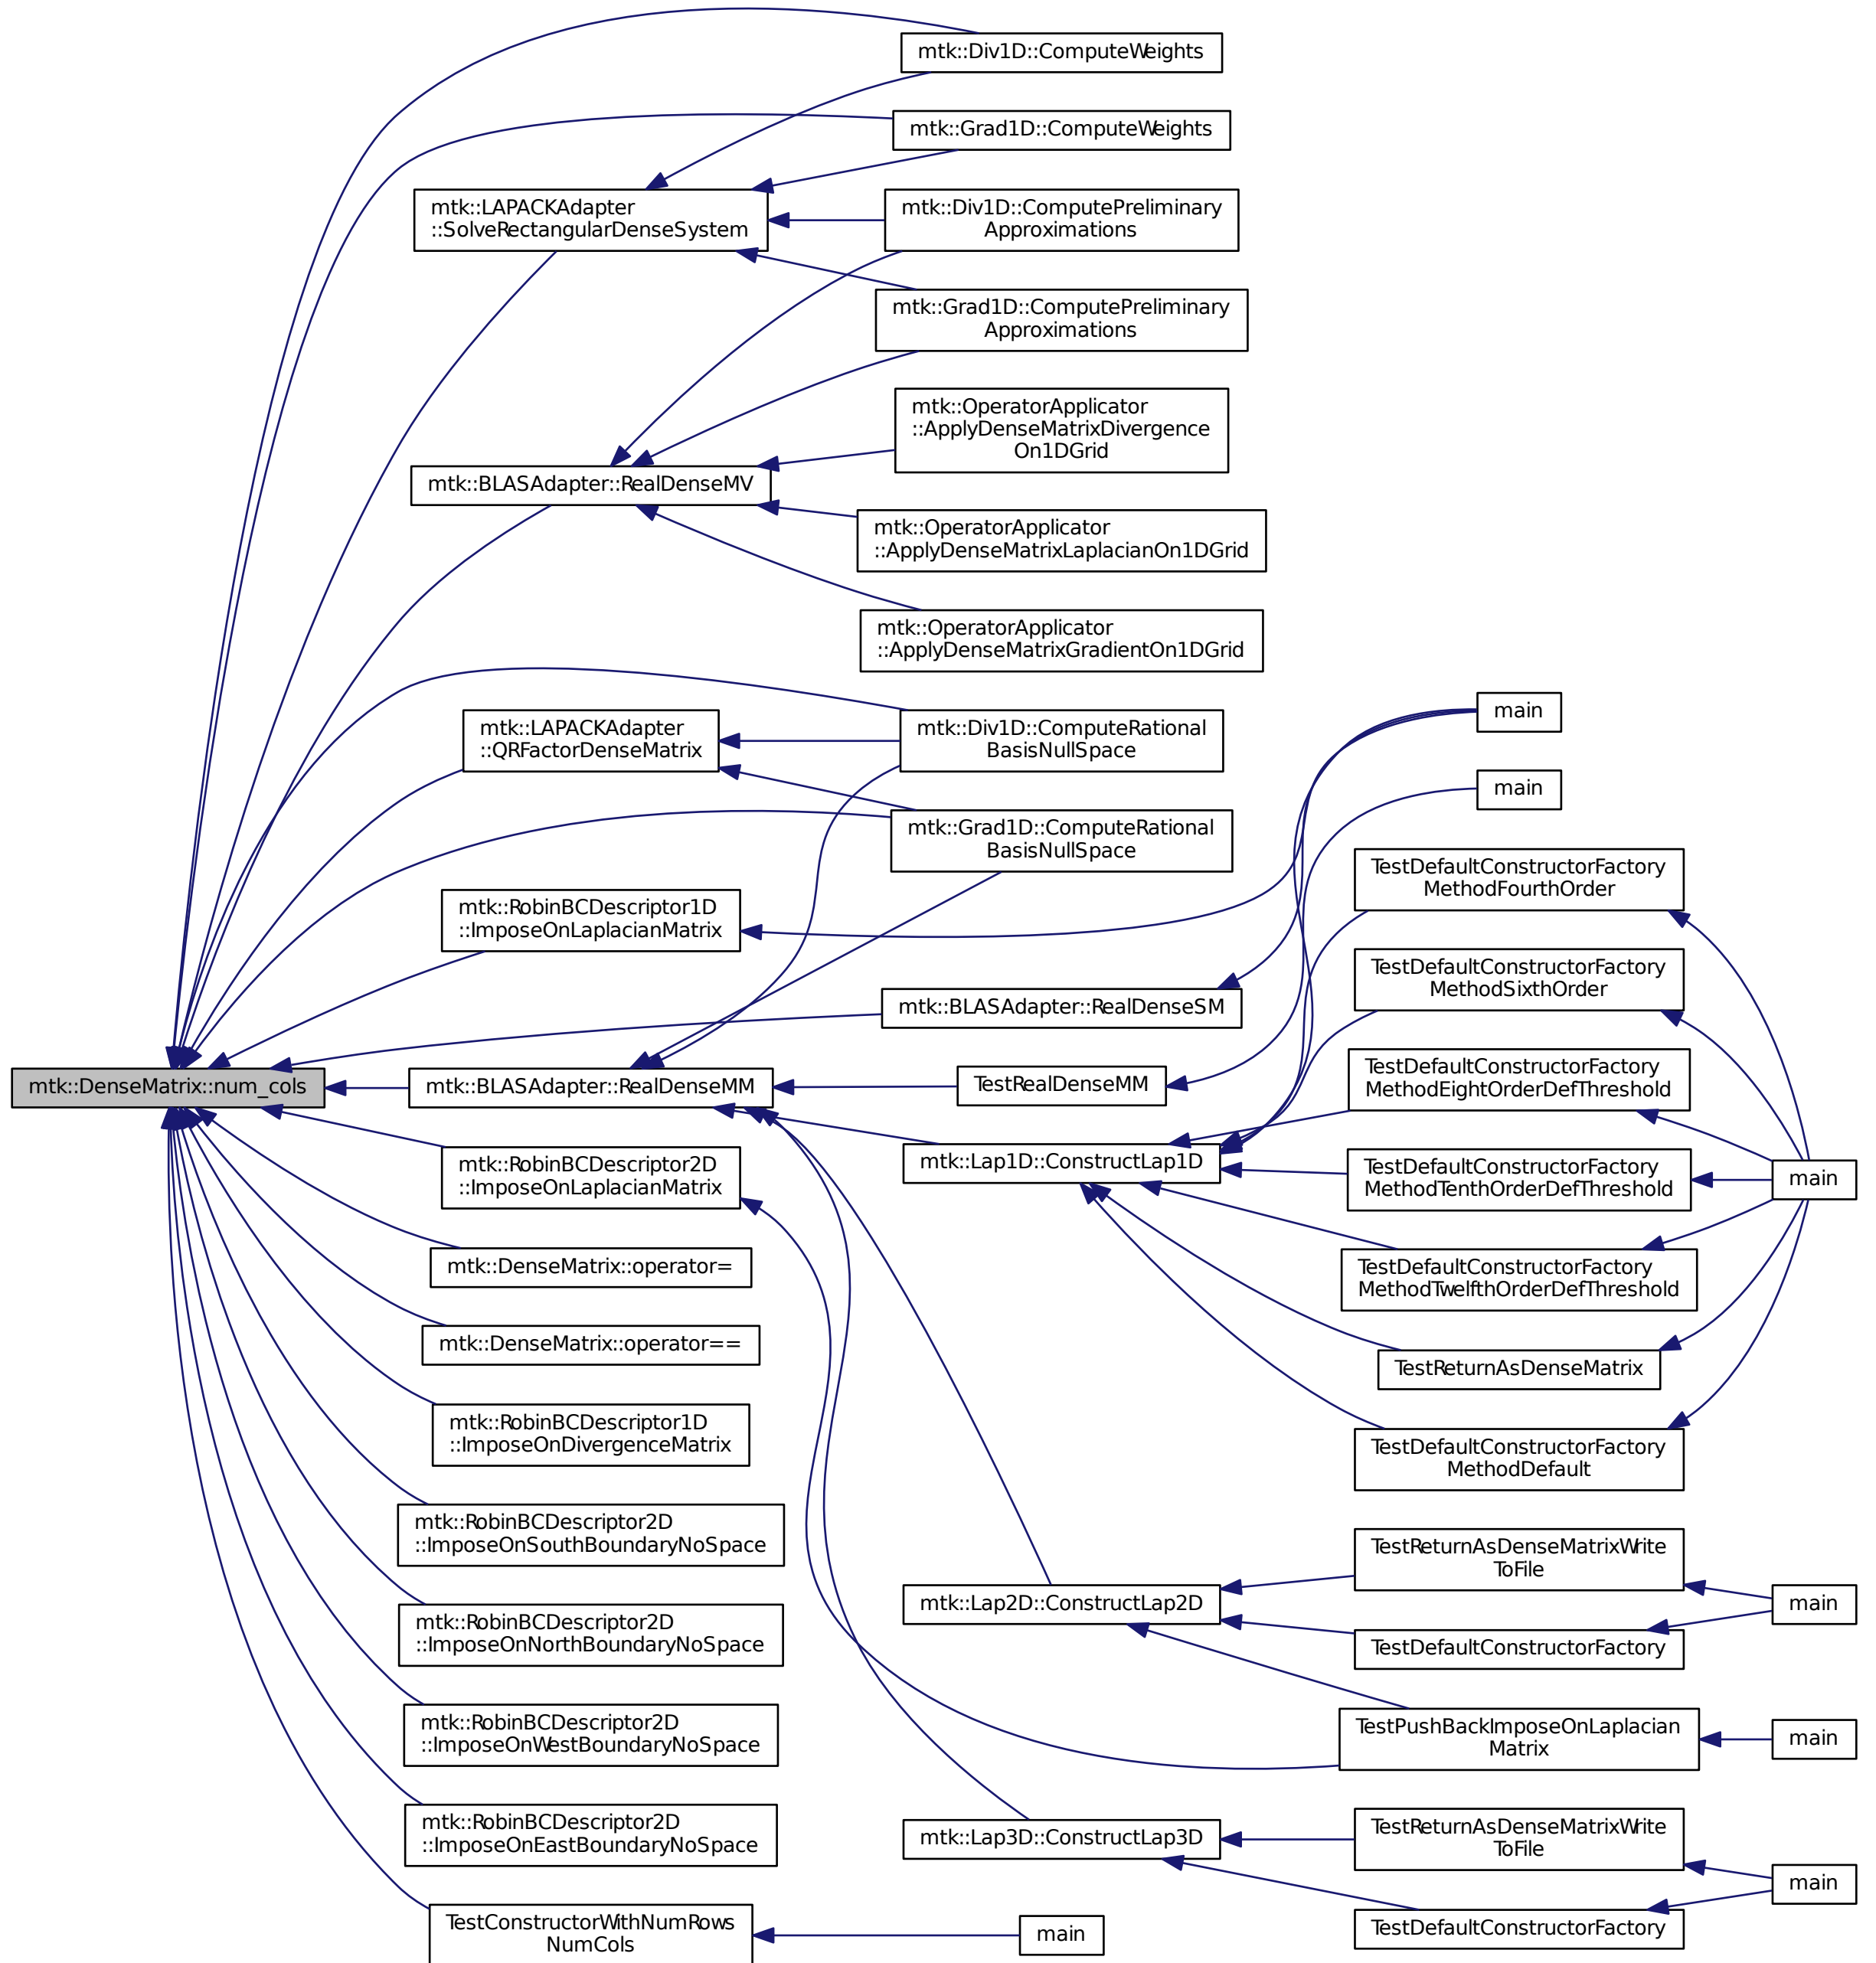 mtk::Div1D::ComputeWeights
mtk::Grad1D::ComputeWeights
mtk::LAPACKAdapter
::SolveRectangularDenseSystem
mtk::Div1D::ComputePreliminary
Approximations
mtk::Grad1D::ComputePreliminary
Approximations
mtk::OperatorApplicator
::ApplyDenseMatrixDivergence
On1DGrid
mtk::BLASAdapter::RealDenseMV
mtk::OperatorApplicator
::ApplyDenseMatrixLaplacianOn1DGrid
mtk::OperatorApplicator
::ApplyDenseMatrixGradientOn1DGrid
mtk::LAPACKAdapter
::QRFactorDenseMatrix
mtk::Div1D::ComputeRational
BasisNullSpace
main
main
mtk::Grad1D::ComputeRational
BasisNullSpace
TestDefaultConstructorFactory
MethodFourthOrder
mtk::RobinBCDescriptor1D
::ImposeOnLaplacianMatrix
TestDefaultConstructorFactory
MethodSixthOrder
mtk::BLASAdapter::RealDenseSM
mtk::DenseMatrix::num_cols
mtk::BLASAdapter::RealDenseMM
TestRealDenseMM
TestDefaultConstructorFactory
MethodEightOrderDefThreshold
mtk::RobinBCDescriptor2D
::ImposeOnLaplacianMatrix
mtk::Lap1D::ConstructLap1D
TestDefaultConstructorFactory
MethodTenthOrderDefThreshold
main
mtk::DenseMatrix::operator=
TestDefaultConstructorFactory
MethodTwelfthOrderDefThreshold
mtk::DenseMatrix::operator==
TestReturnAsDenseMatrix
mtk::RobinBCDescriptor1D
::ImposeOnDivergenceMatrix
TestDefaultConstructorFactory
MethodDefault
mtk::RobinBCDescriptor2D
::ImposeOnSouthBoundaryNoSpace
TestReturnAsDenseMatrixWrite
ToFile
mtk::RobinBCDescriptor2D
::ImposeOnNorthBoundaryNoSpace
mtk::Lap2D::ConstructLap2D
main
TestDefaultConstructorFactory
mtk::RobinBCDescriptor2D
::ImposeOnWestBoundaryNoSpace
TestPushBackImposeOnLaplacian
Matrix
main
mtk::RobinBCDescriptor2D
::ImposeOnEastBoundaryNoSpace
mtk::Lap3D::ConstructLap3D
TestReturnAsDenseMatrixWrite
ToFile
main
TestConstructorWithNumRows
NumCols
main
TestDefaultConstructorFactory